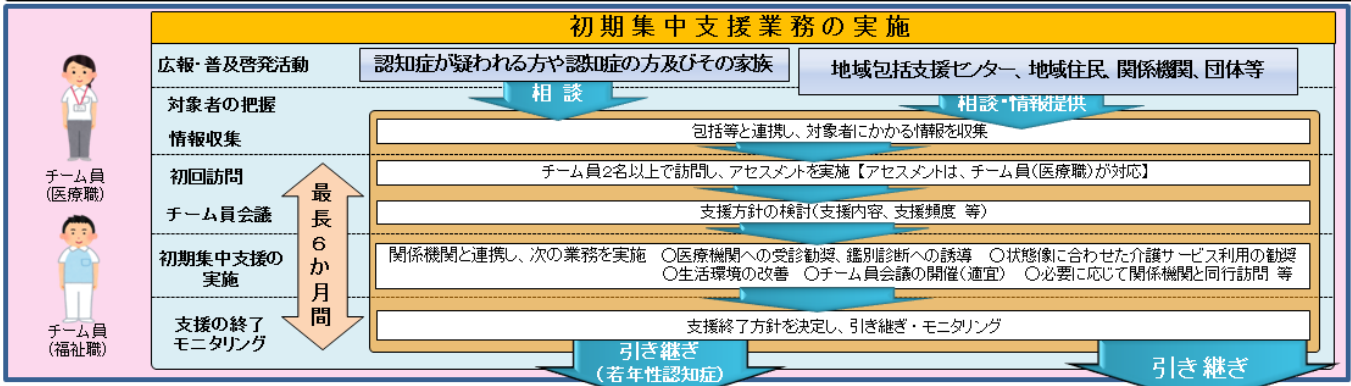 初期集中支援業務の実施
広報・普及啓発活動
認知症が疑われる方や認知症の方及びその家族
地域包括支援センター、地域住民、関係機関、団体等
相談
相談・情報提供
対象者の把握
情報収集
包括等と連携し、対象者にかかる情報を収集
チーム員
(医療職)
初回訪問
チーム員2名以上で訪問し、アセスメントを実施【アセスメントは、チーム員(医療職)が対応】
チーム員会議
支援方針の検討(支援内容、支援頻度 等)
最長6か月間
初期集中支援の
実施
関係機関と連携し、次の業務を実施 ○医療機関への受診勧奨、鑑別診断への誘導 ○状態像に合わせた介護サービス利用の勧奨
○生活環境の改善 ○チーム員会議の開催(適宜) ○必要に応じて関係機関と同行訪問 等
チーム員
(福祉職)
支援の終了
モニタリング
支援終了方針を決定し、引き継ぎ・モニタリング
引き継ぎ
(若年性認知症)
引き継ぎ